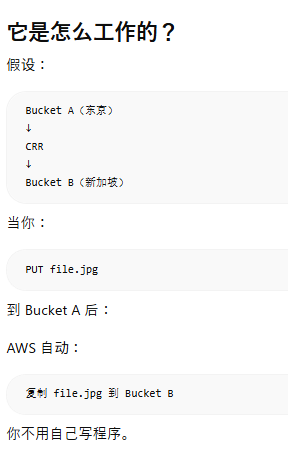 它是怎么工作的？
假设：
Bucket A（东京）
↓
CRR
↓
Bucket B（新加坡）
当你：
PUT file.jpg
到 Bucket A 后：
AWS 自动：
复制 file.jpg 到 Bucket B
你不用自己写程序。